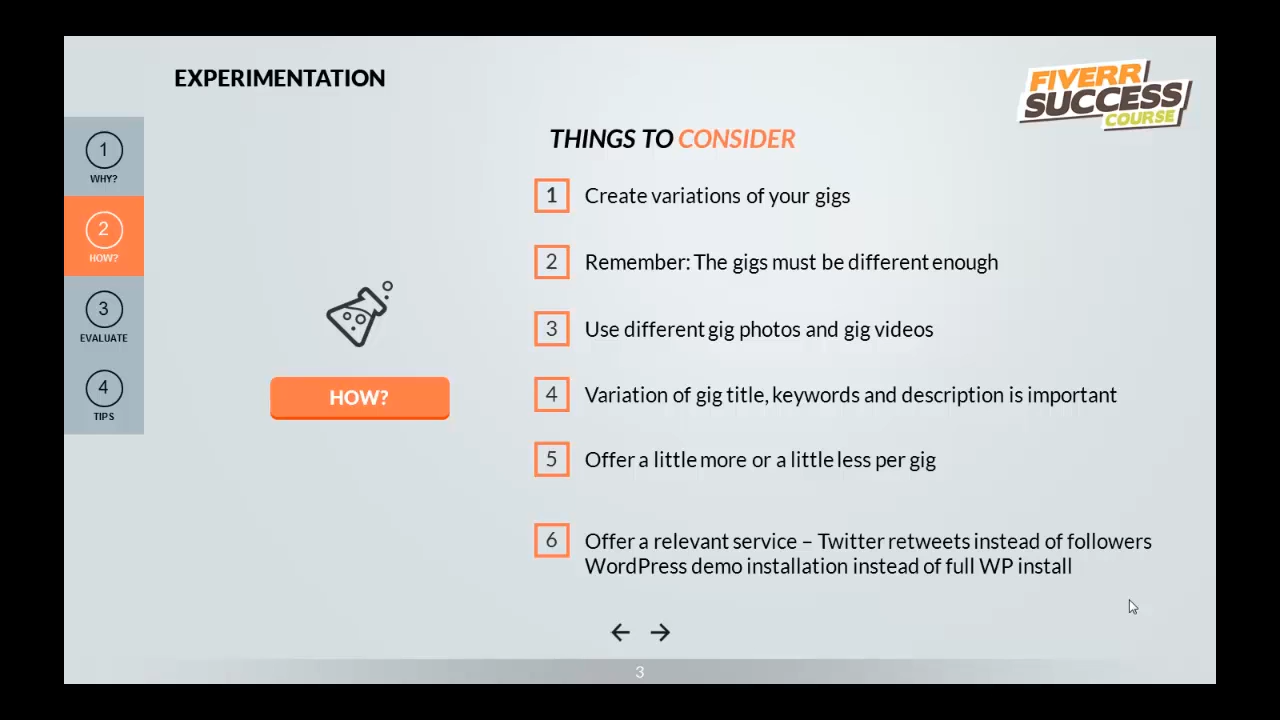 EXPERIMENTATION
FIVERR
SUCCESS
COURSE
1
WHY?
2
HOW?
3
EVALUATE
4
TIPS
HOW?
THINGS TO CONSIDER
1 Create variations of your gigs
2 Remember: The gigs must be different enough
3 Use different gig photos and gig videos
4 Variation of gig title, keywords and description is important
5 Offer a little more or a little less per gig
6 Offer a relevant service – Twitter retweets instead of followers
WordPress demo installation instead of full WP install
3